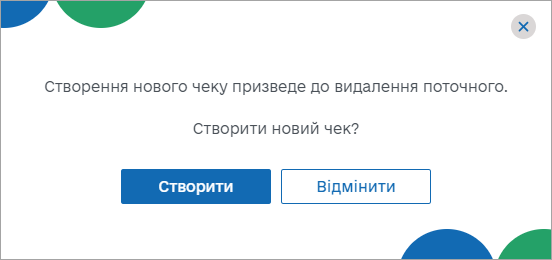 Створення нового чеку призведе до видалення поточного.
Створити новий чек?
Створити
Відмінити